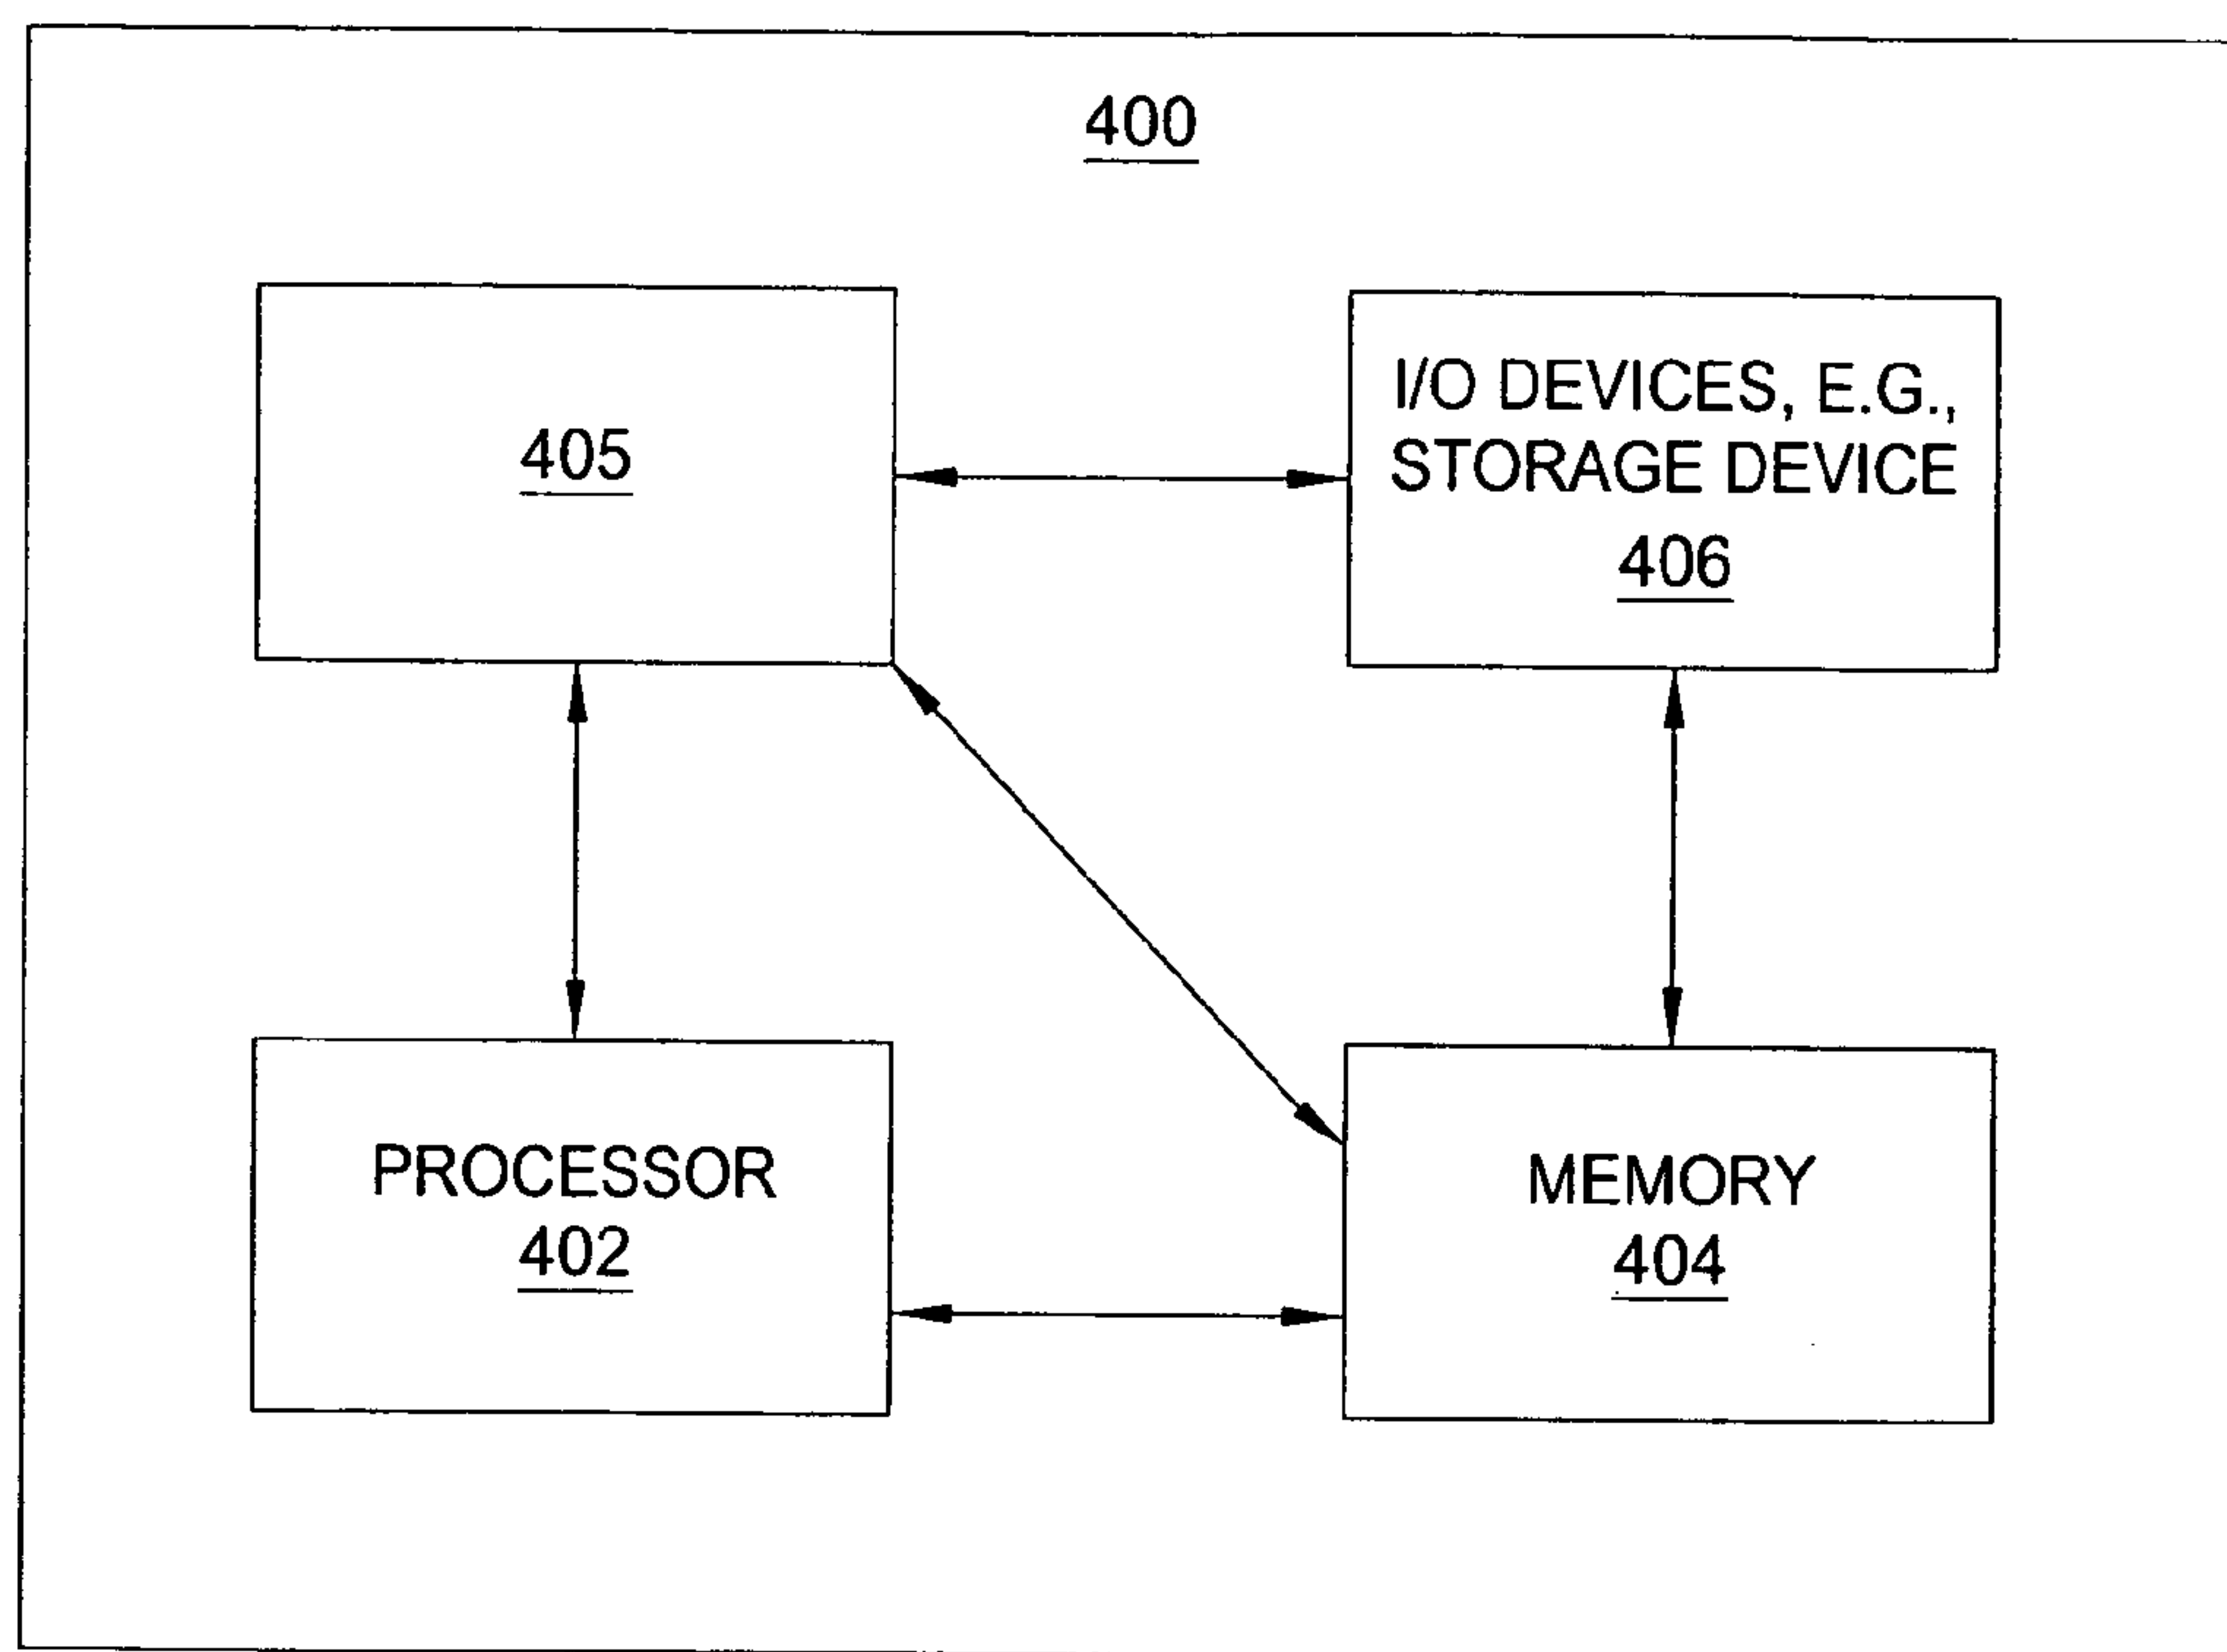 400
405
I/O DEVICES, E.G.,
STORAGE DEVICE
406
PROCESSOR
402
MEMORY
404